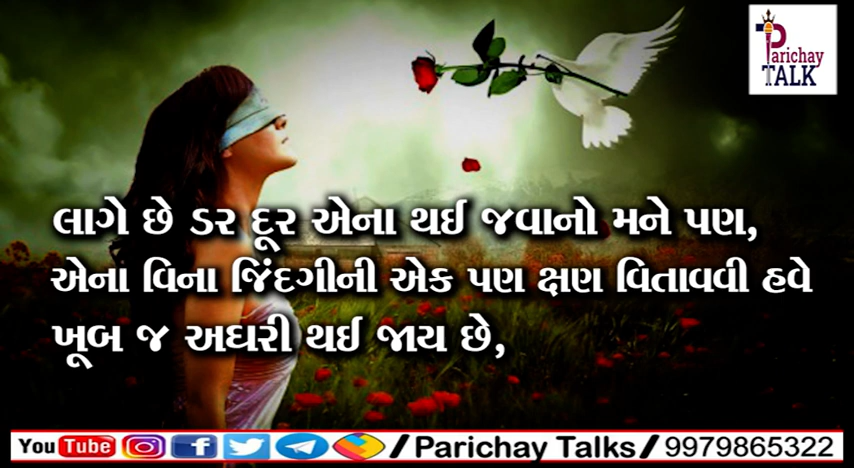 Parichay
TALK
લાગે છે ડર દૂર એના થઈ જવાનો મને પણ,
એના વિના જિંદગીની એક પણ ક્ષણ વિતાવવી હવે
ખૂબ જ અઘરી થઈ જાય છે,
You Tube / Parichay Talks / 9979865322